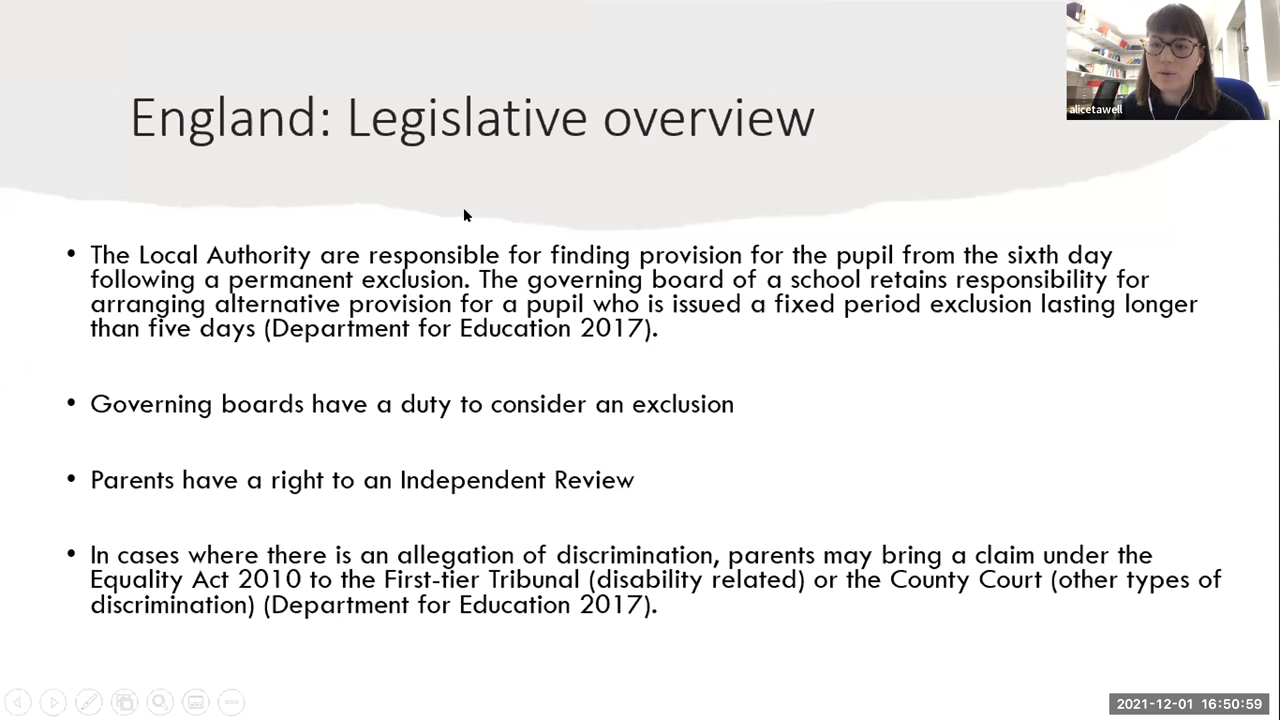 alicetawell
England: Legislative overview
• The Local Authority are responsible for finding provision for the pupil from the sixth day
following a permanent exclusion. The governing board of a school retains responsibility for
arranging alternative provision for a pupil who is issued a fixed period exclusion lasting longer
than five days (Department for Education 2017).
• Governing boards have a duty to consider an exclusion
• Parents have a right to an Independent Review
• In cases where there is an allegation of discrimination, parents may bring a claim under the
Equality Act 2010 to the First-tier Tribunal (disability related) or the County Court (other types of
discrimination) (Department for Education 2017).
2021-12-01 16:50:59